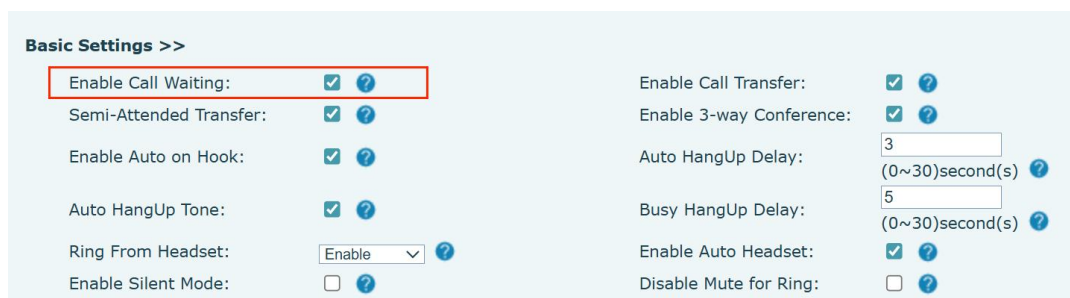 Basic Settings >>
Enable Call Waiting: ? Enable Call Transfer: ?
Semi-Attended Transfer: ? Enable 3-way Conference: ?
Enable Auto on Hook: ? Auto HangUp Delay: 3
(0~30)second(s) ?
Auto HangUp Tone: ? Busy HangUp Delay: 5
(0~30)second(s) ?
Ring From Headset: Enable ? Enable Auto Headset: ?
Enable Silent Mode: ? Disable Mute for Ring: ?